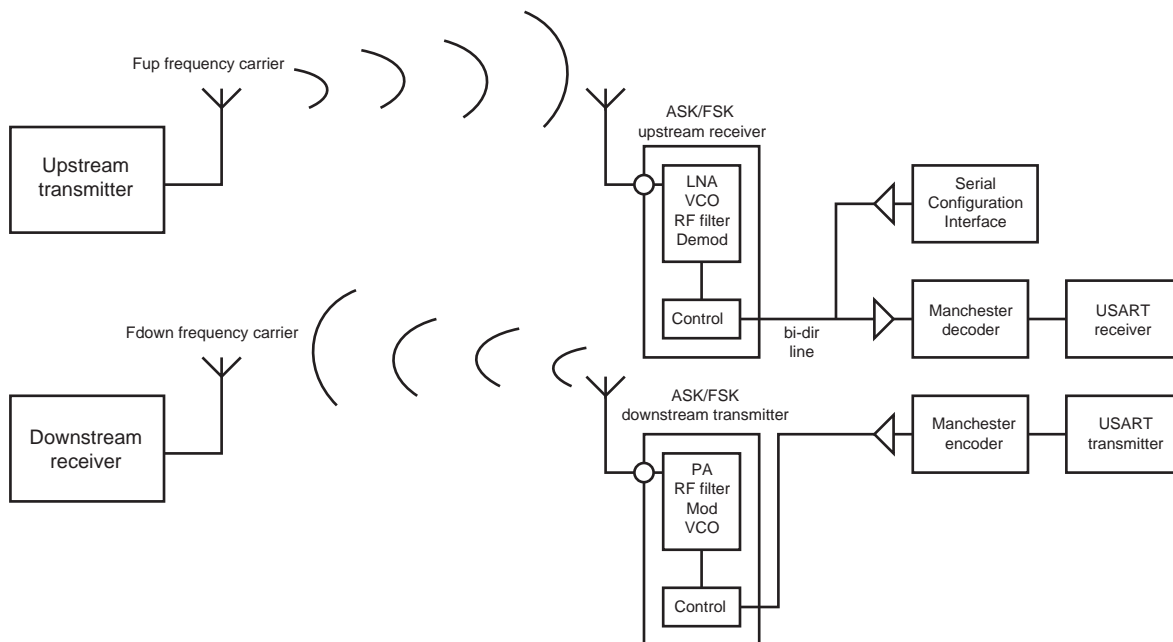 Fup frequency carrier
Upstream
transmitter
ASK/FSK
upstream receiver
LNA
VCO
RF filter
Demod
Control
bi-dir
line
Serial
Configuration
Interface
Manchester
decoder
USART
receiver
Fdown frequency carrier
Downstream
receiver
ASK/FSK
downstream transmitter
PA
RF filter
Mod
VCO
Control
Manchester
encoder
USART
transmitter